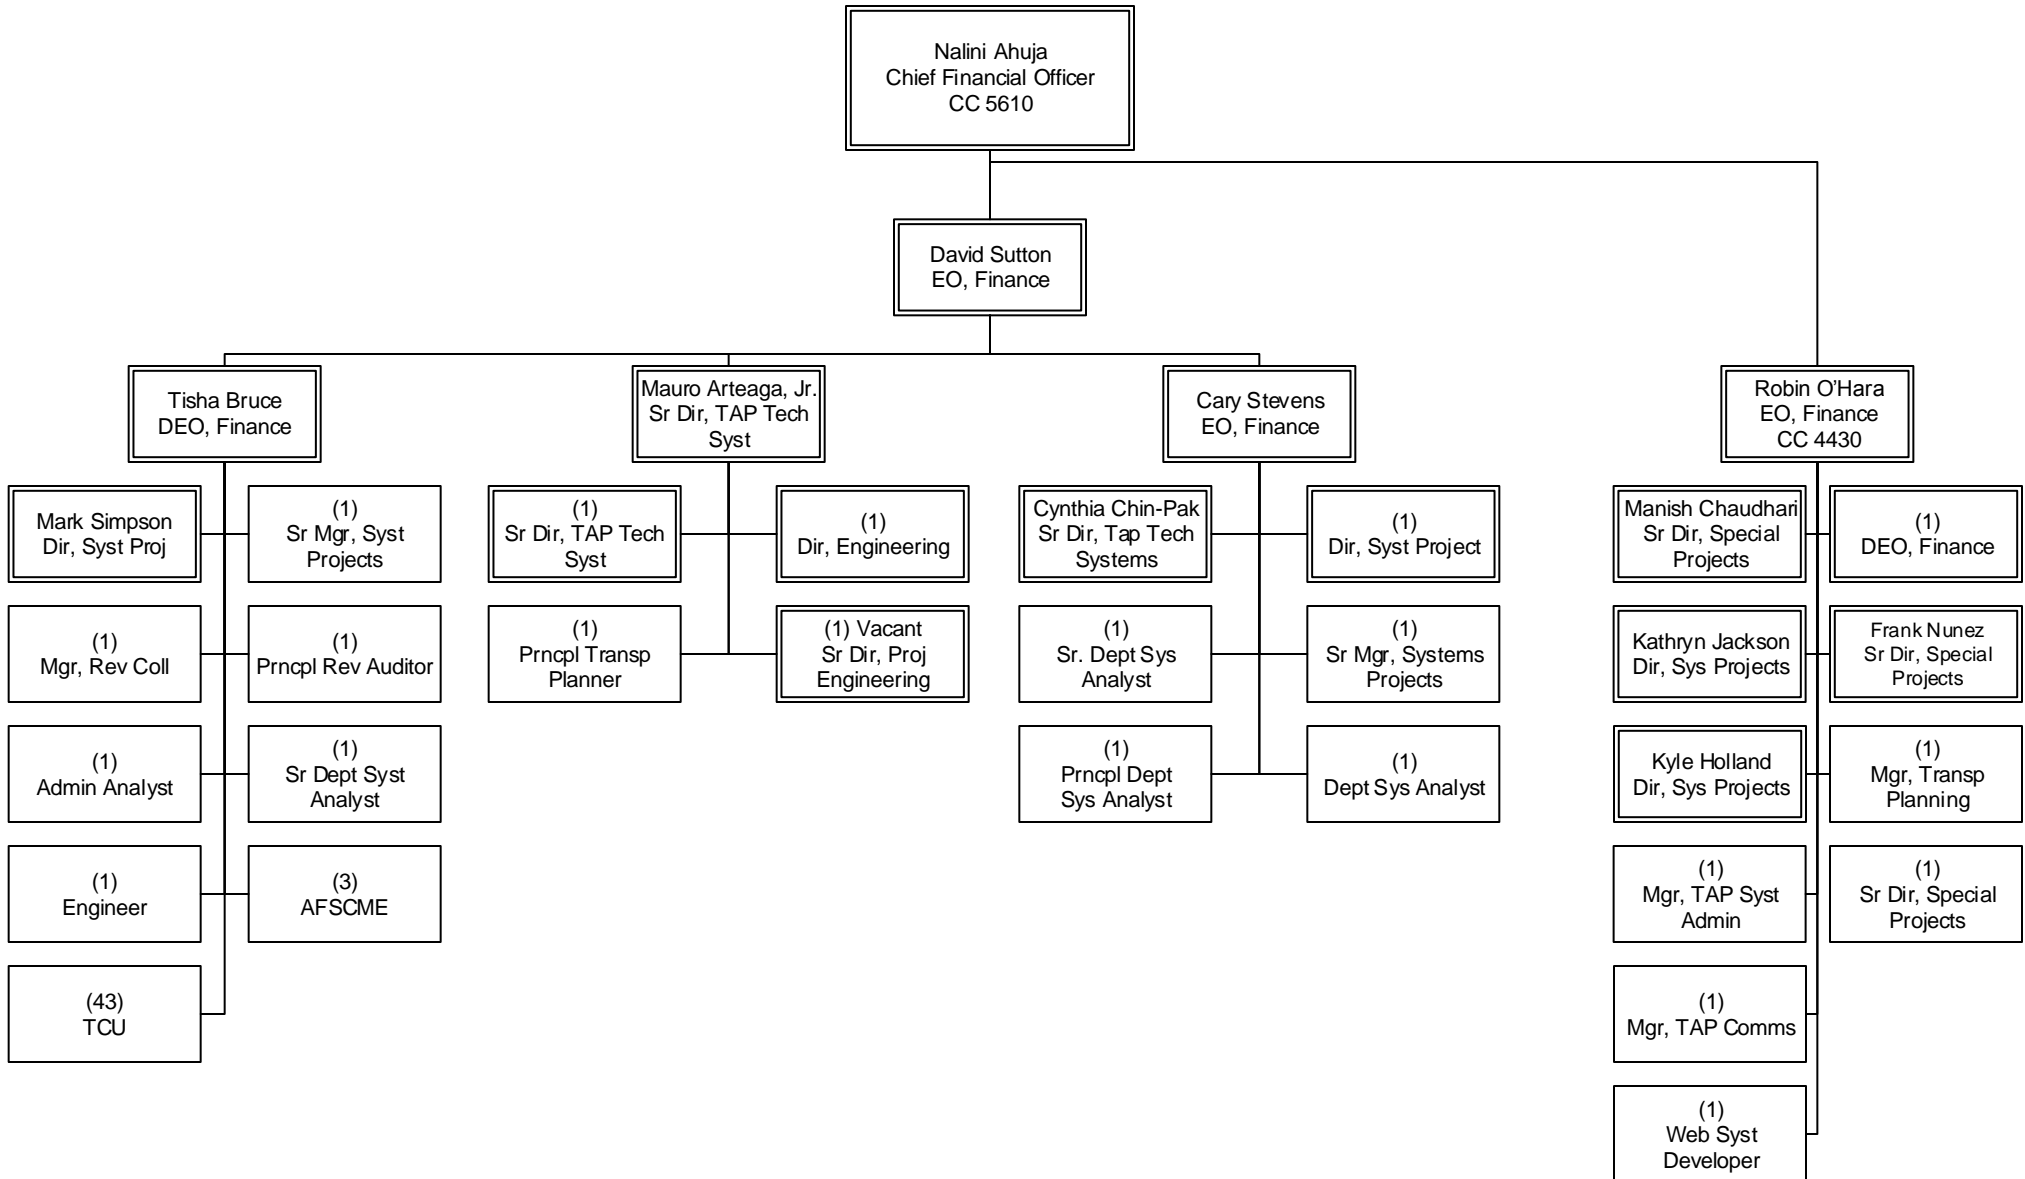 Nalini Ahuja
Chief Financial Officer
CC 5610
David Sutton
EO, Finance
Tisha Bruce
DEO, Finance
Mauro Arteaga, Jr.
Sr Dir, TAP Tech
Syst
Cary Stevens
EO, Finance
Robin O’Hara
EO, Finance
CC 4430
Mark Simpson
Dir, Syst Proj
(1)
Sr Mgr, Syst
Projects
(1)
Mgr, Rev Coll
(1)
Prncpl Rev Auditor
(1)
Admin Analyst
(1)
Sr Dept Syst
Analyst
(1)
Engineer
(3)
AFSCME
(43)
TCU
(1)
Sr Dir, TAP Tech
Syst
(1)
Dir, Engineering
(1)
Prncpl Transp
Planner
(1) Vacant
Sr Dir, Proj
Engineering
Cynthia Chin-Pak
Sr Dir, Tap Tech
Systems
(1)
Dir, Syst Project
(1)
Sr. Dept Sys
Analyst
(1)
Sr Mgr, Systems
Projects
(1)
Prncpl Dept
Sys Analyst
(1)
Dept Sys Analyst
Manish Chaudhari
Sr Dir, Special
Projects
(1)
DEO, Finance
Kathryn Jackson
Dir, Sys Projects
Frank Nunez
Sr Dir, Special
Projects
Kyle Holland
Dir, Sys Projects
(1)
Mgr, Transp
Planning
(1)
Mgr, TAP Syst
Admin
(1)
Sr Dir, Special
Projects
(1)
Mgr, TAP Comms
(1)
Web Syst
Developer